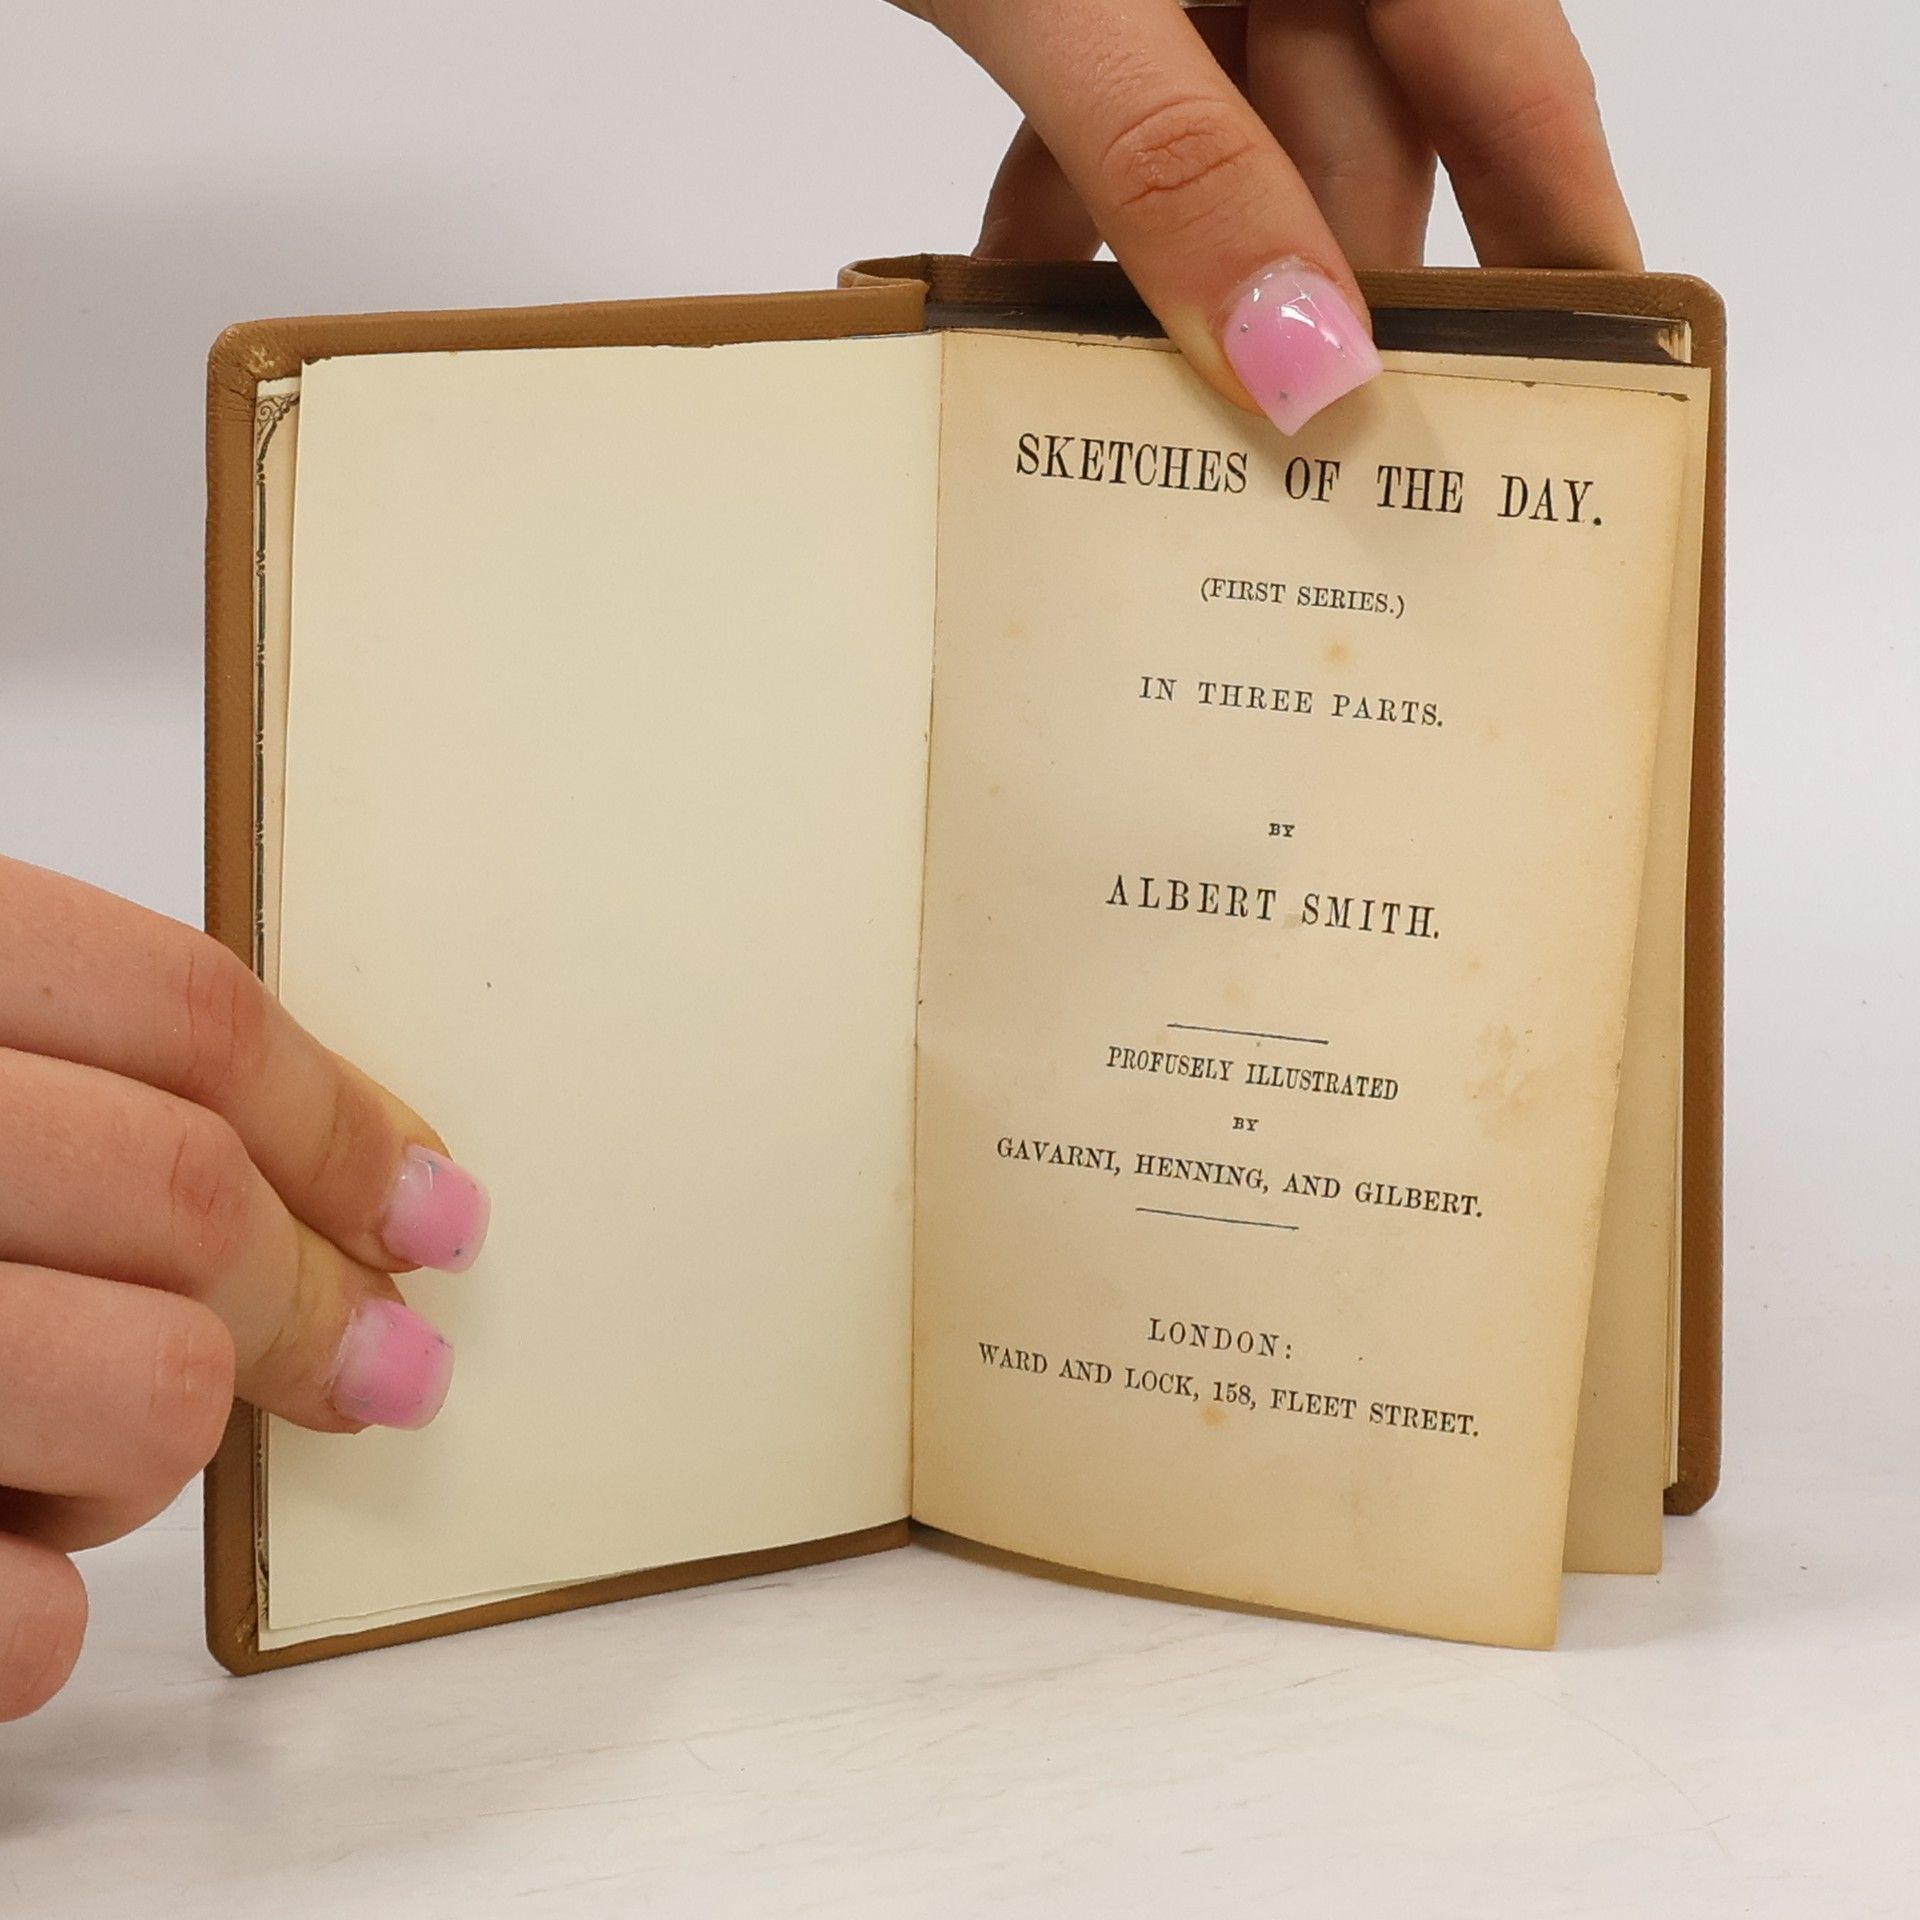 SKETCHES OF THE DAY.
(FIRST SERIES.)
IN THREE PARTS.
BY
ALBERT SMITH.
PROFUSELY ILLUSTRATED
BY
GAVARNI, HENNING, AND GILBERT.
LONDON:
WARD AND LOCK, 158, FLEET STREET.